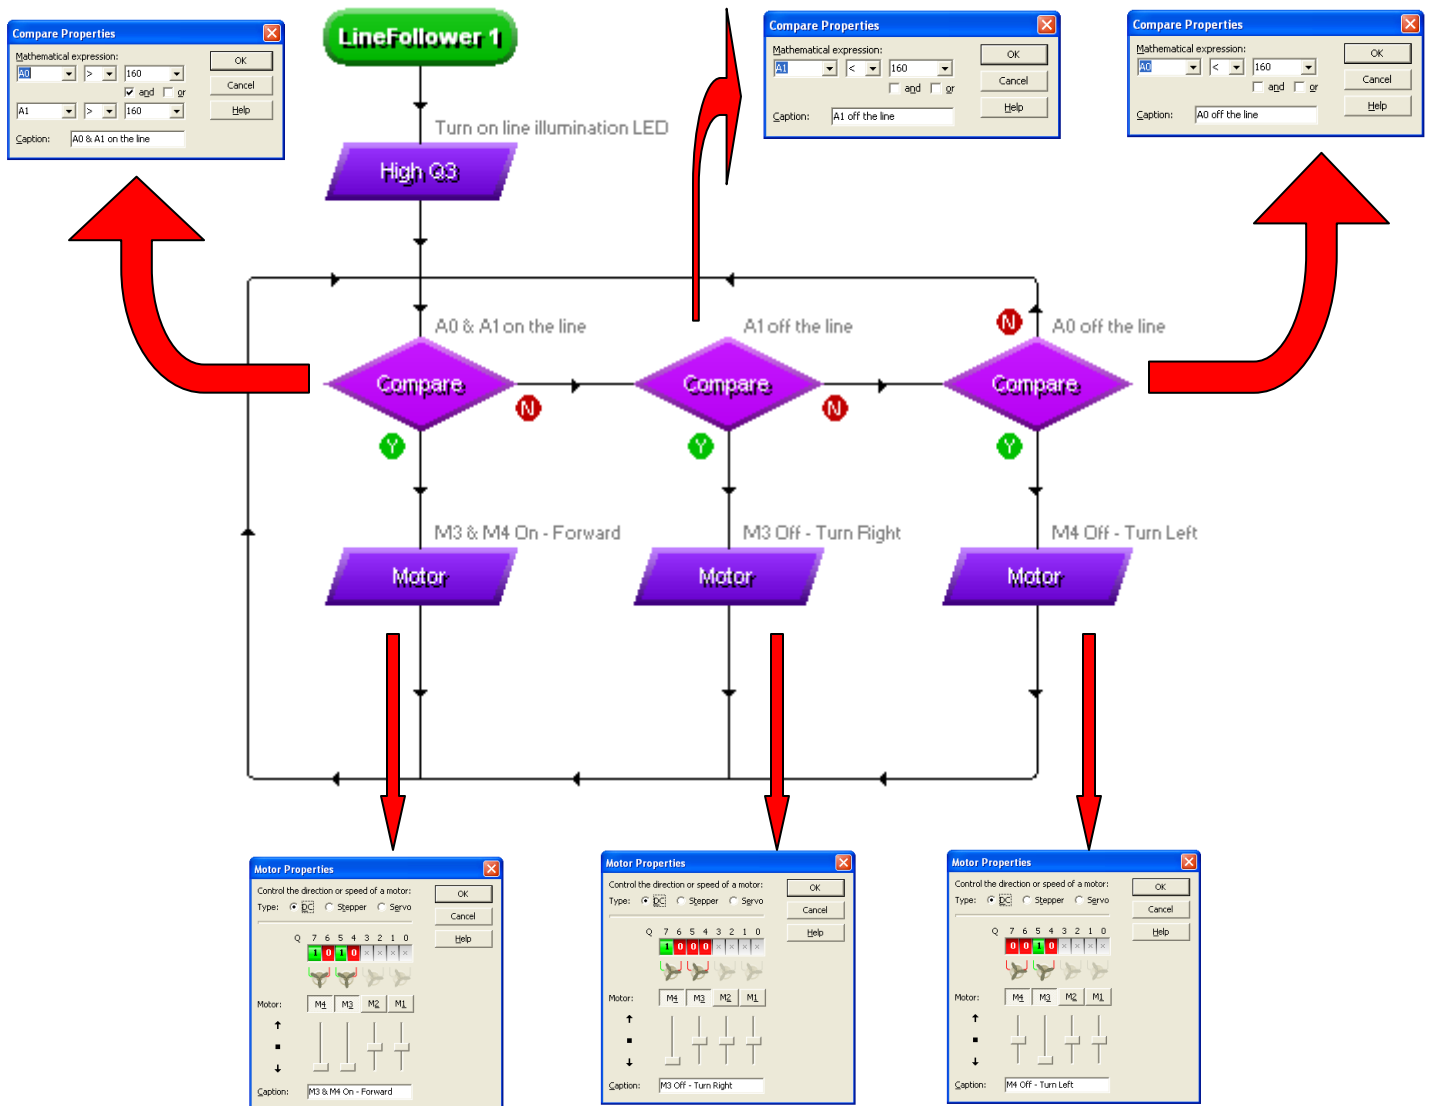 Compare Properties
Mathematical expression:
A0 > 160
and or
A1 > 160
Caption: A0 & A1 on the line
OK
Cancel
Help
LineFollower 1
Compare Properties
Mathematical expression:
A1 < 160
and or
Caption: A1 off the line
OK
Cancel
Help
Compare Properties
Mathematical expression:
A0 < 160
and or
Caption: A0 off the line
OK
Cancel
Help
Turn on line illumination LED
High Q3
A0 & A1 on the line
A1 off the line
N
A0 off the line
Compare
N
Compare
N
Compare
Y
Y
Y
M3 & M4 On - Forward
M3 Off - Turn Right
M4 Off - Turn Left
Motor
Motor
Motor
Motor Properties
Control the direction or speed of a motor:
Type: DC Stepper Servo
Q 7 6 5 4 3 2 1 0
1 0 1 0 x x x x
Motor: M4 M3 M2 M1
Caption: M3 & M4 On - Forward
OK
Cancel
Help
Motor Properties
Control the direction or speed of a motor:
Type: DC Stepper Servo
Q 7 6 5 4 3 2 1 0
1 0 0 0 x x x x
Motor: M4 M3 M2 M1
Caption: M3 Off - Turn Right
OK
Cancel
Help
Motor Properties
Control the direction or speed of a motor:
Type: DC Stepper Servo
Q 7 6 5 4 3 2 1 0
0 0 1 0 x x x x
Motor: M4 M3 M2 M1
Caption: M4 Off - Turn Left
OK
Cancel
Help